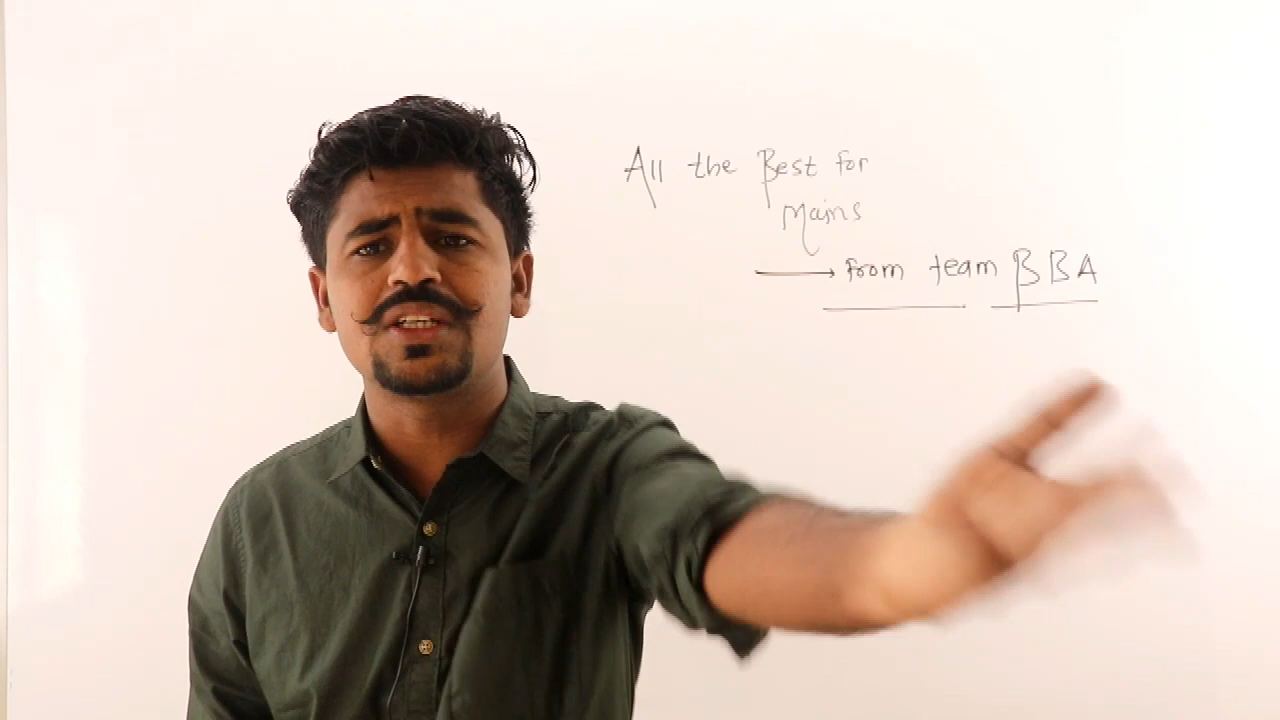 All the Best for
Mains
→ from team BBA